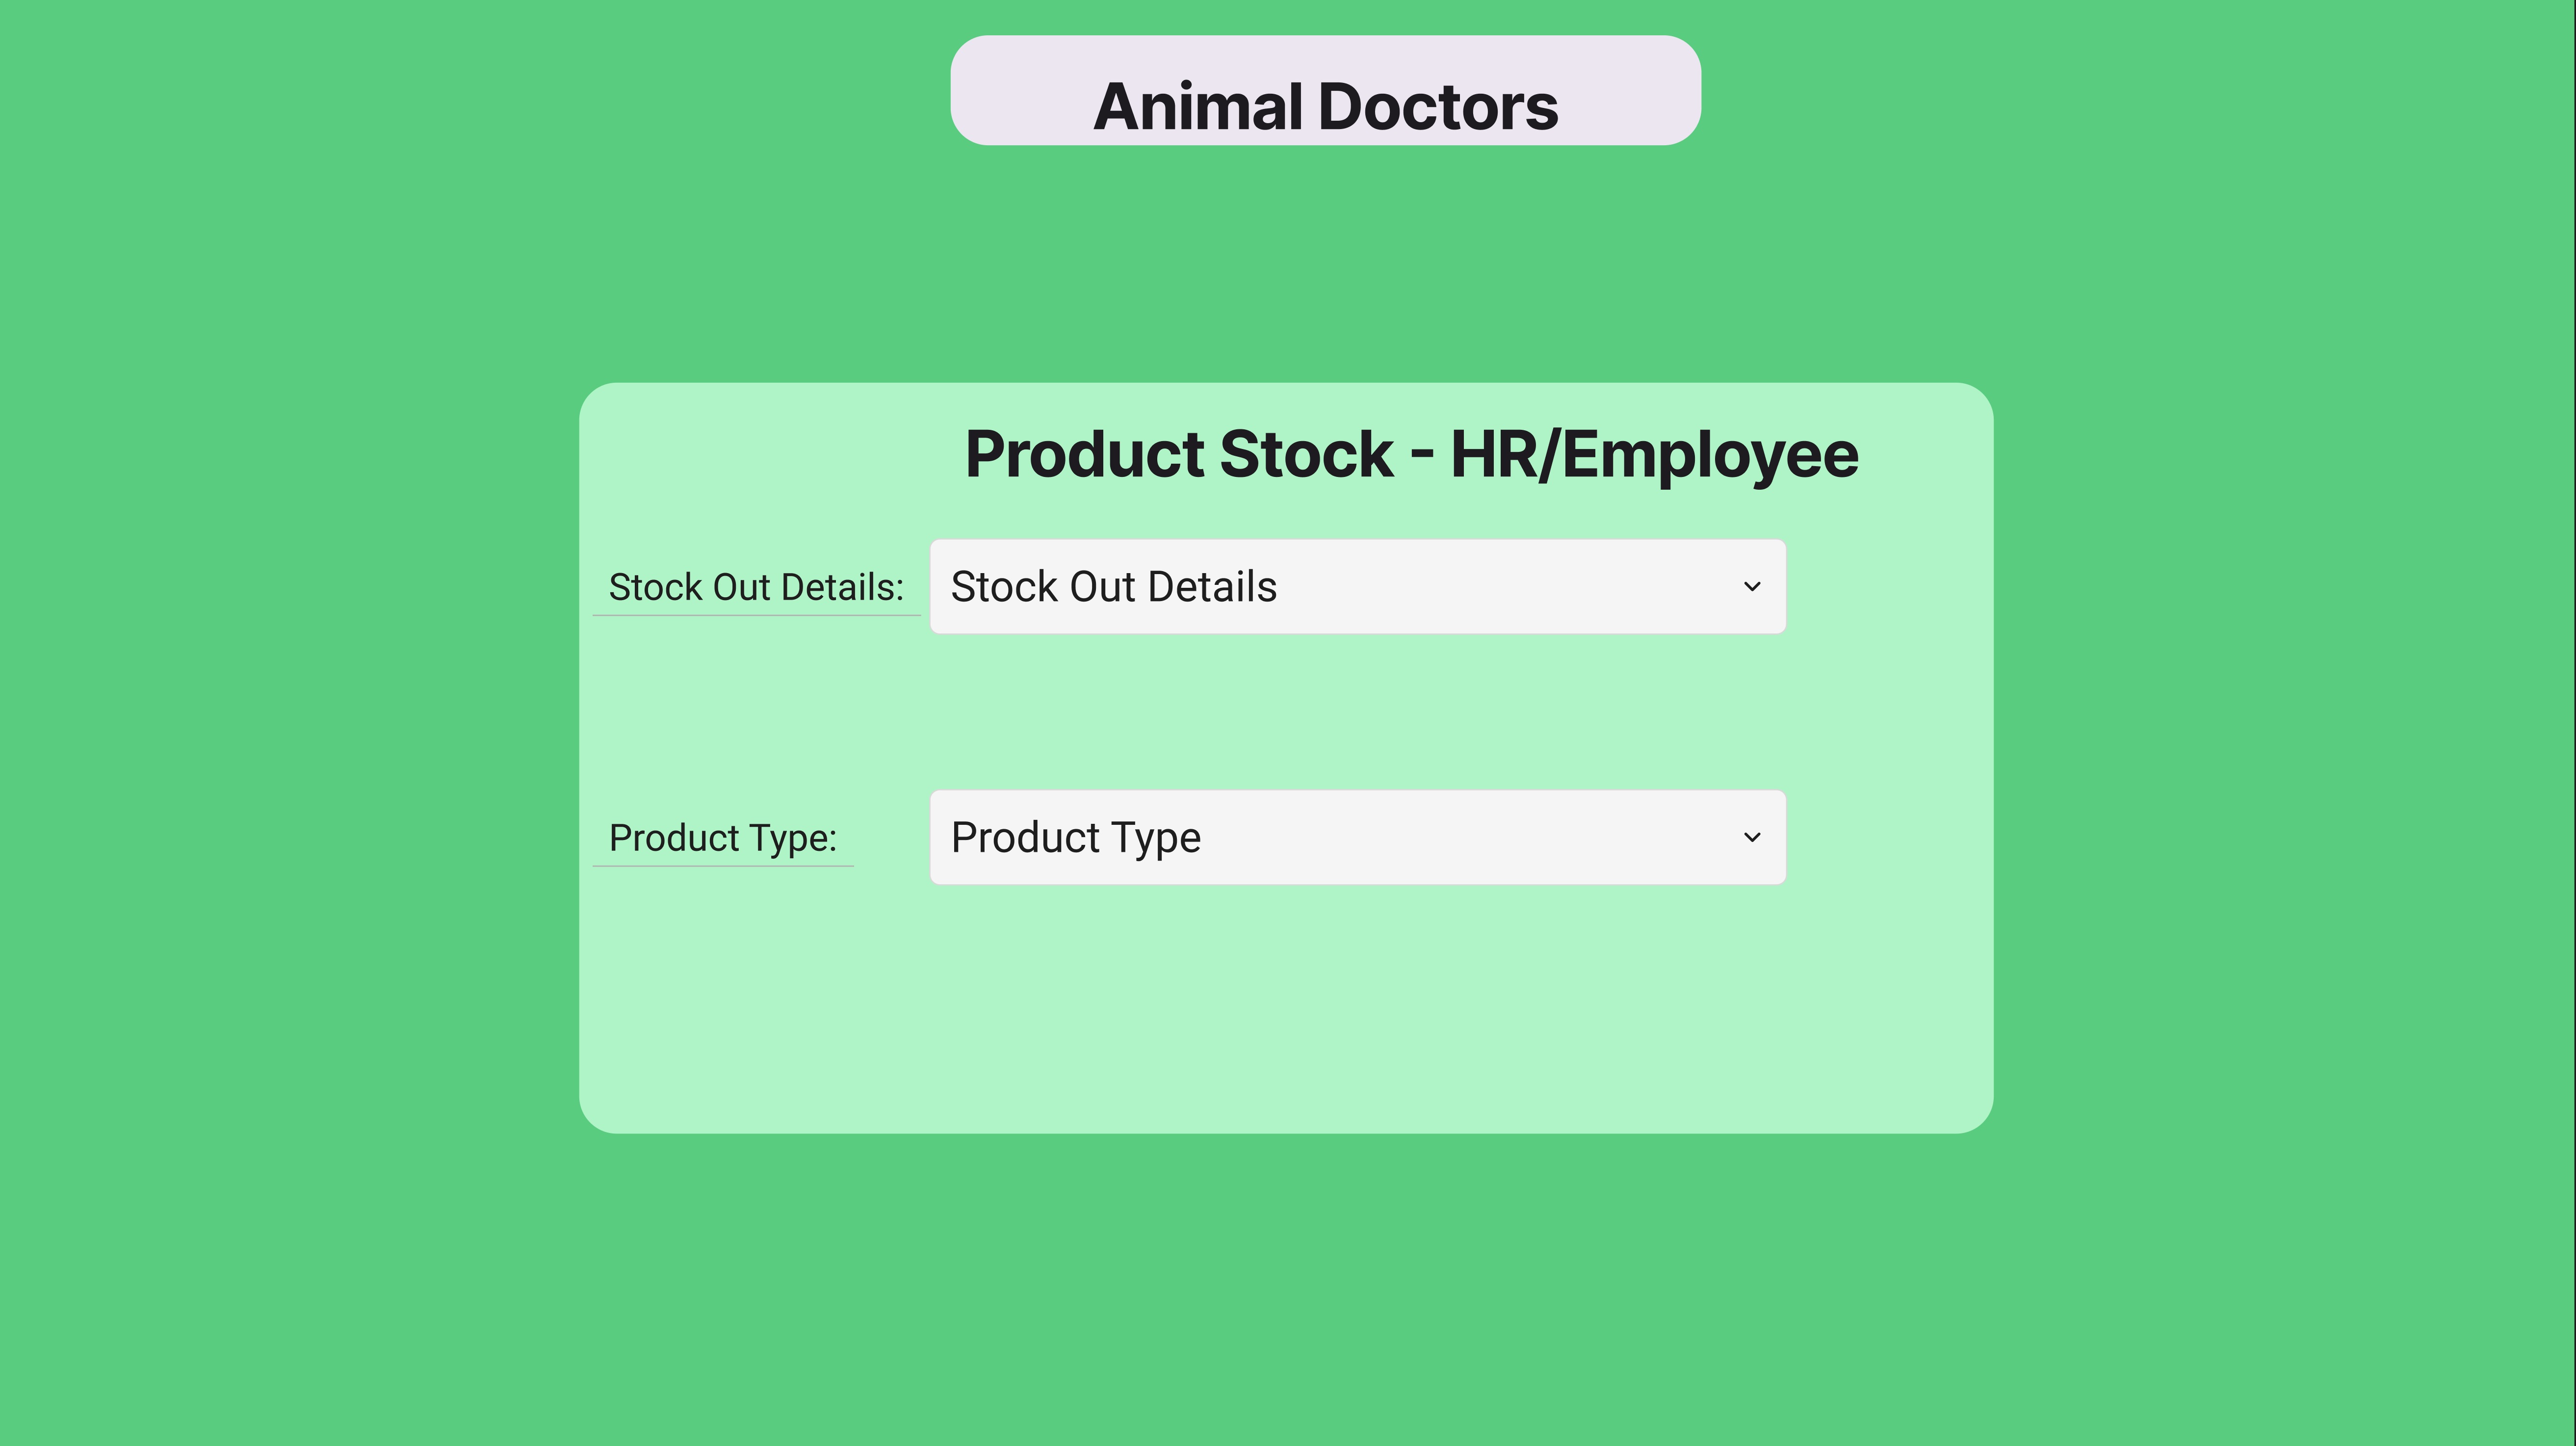 Animal Doctors
Product Stock - HR/Employee
Stock Out Details:
Stock Out Details
Product Type:
Product Type